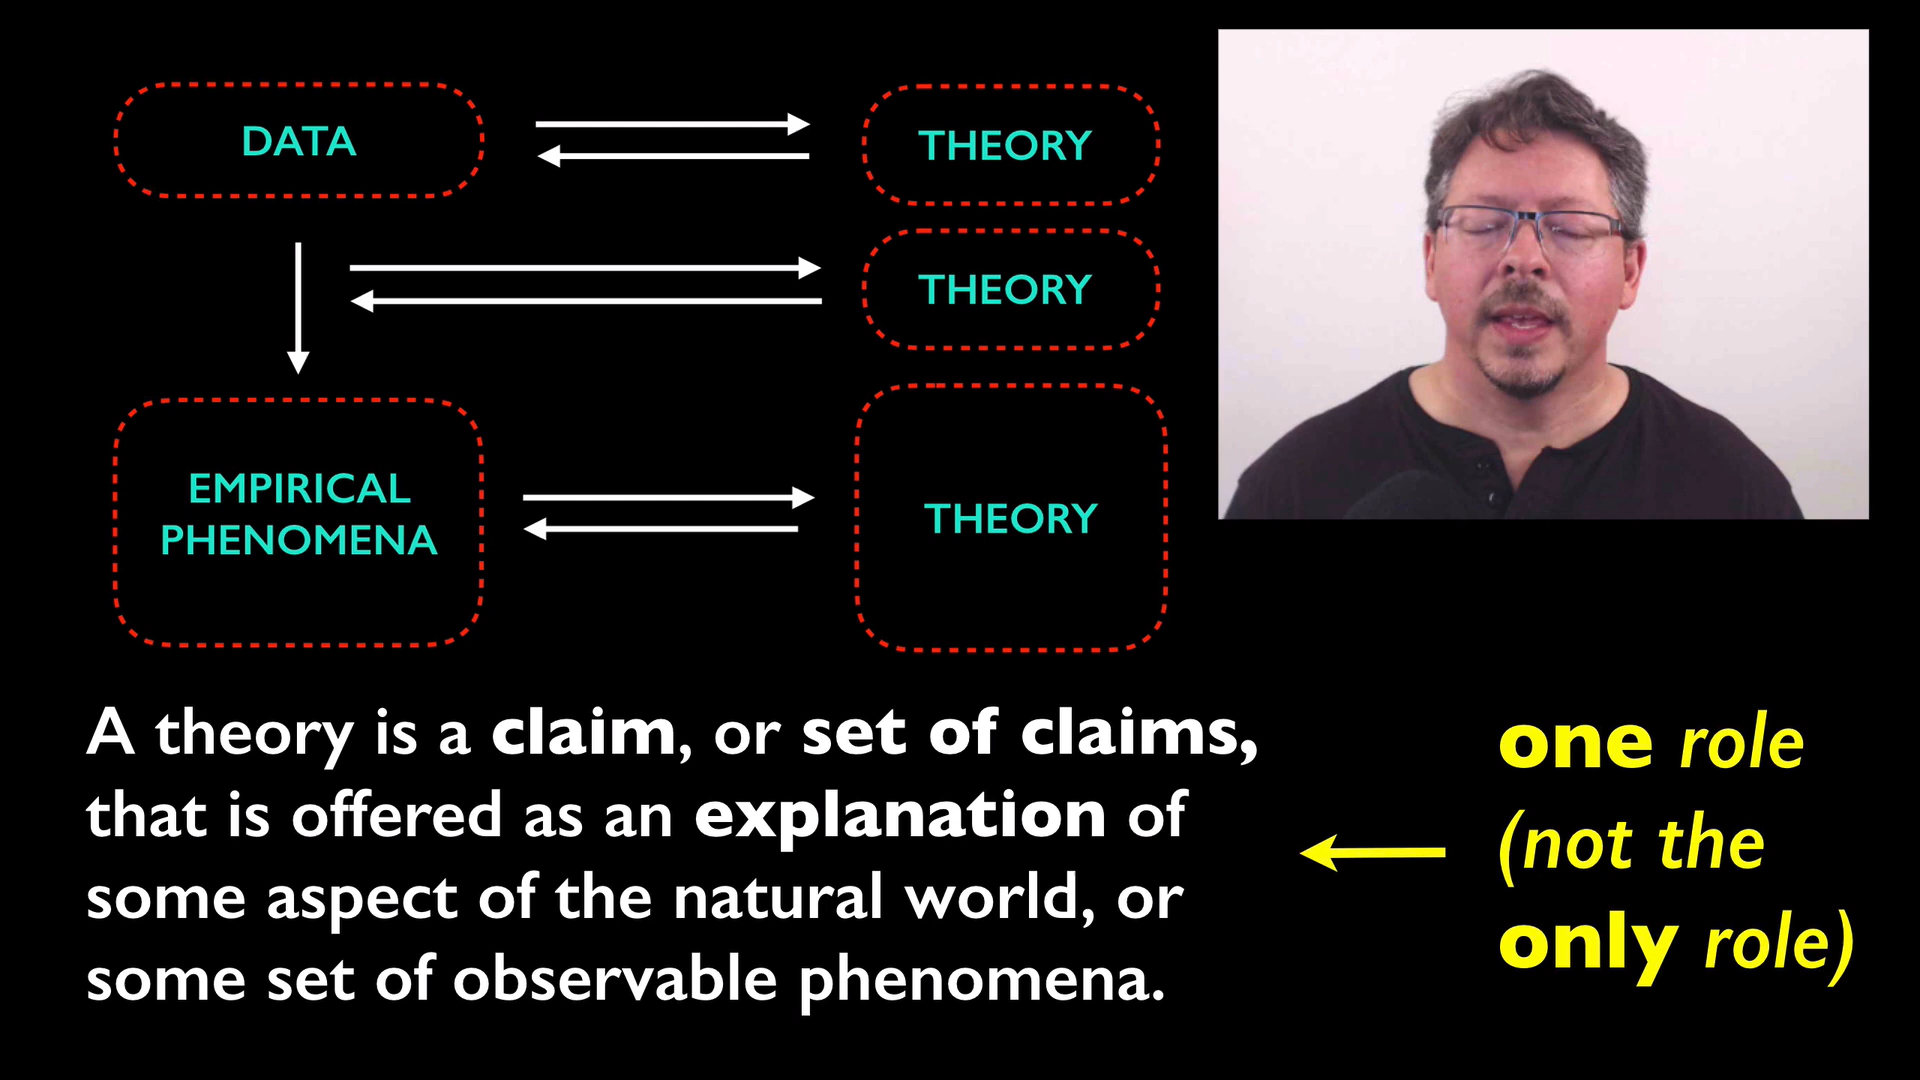 DATA
THEORY
THEORY
EMPIRICAL
PHENOMENA
THEORY
A theory is a claim, or set of claims,
that is offered as an explanation of
some aspect of the natural world, or
some set of observable phenomena.
one role
(not the
only role)